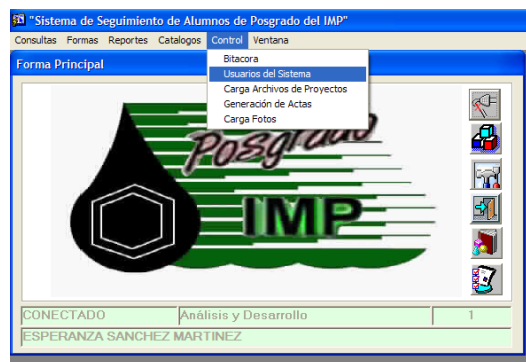 "Sistema de Seguimiento de Alumnos de Posgrado del IMP"
Consultas Formas Reportes Catalogos Control Ventana
Forma Principal
Bitacora
Usuarios del Sistema
Carga Archivos de Proyectos
Generación de Actas
Carga Fotos
Posgrado
IMP
CONECTADO Análisis y Desarrollo 1
ESPERANZA SANCHEZ MARTINEZ